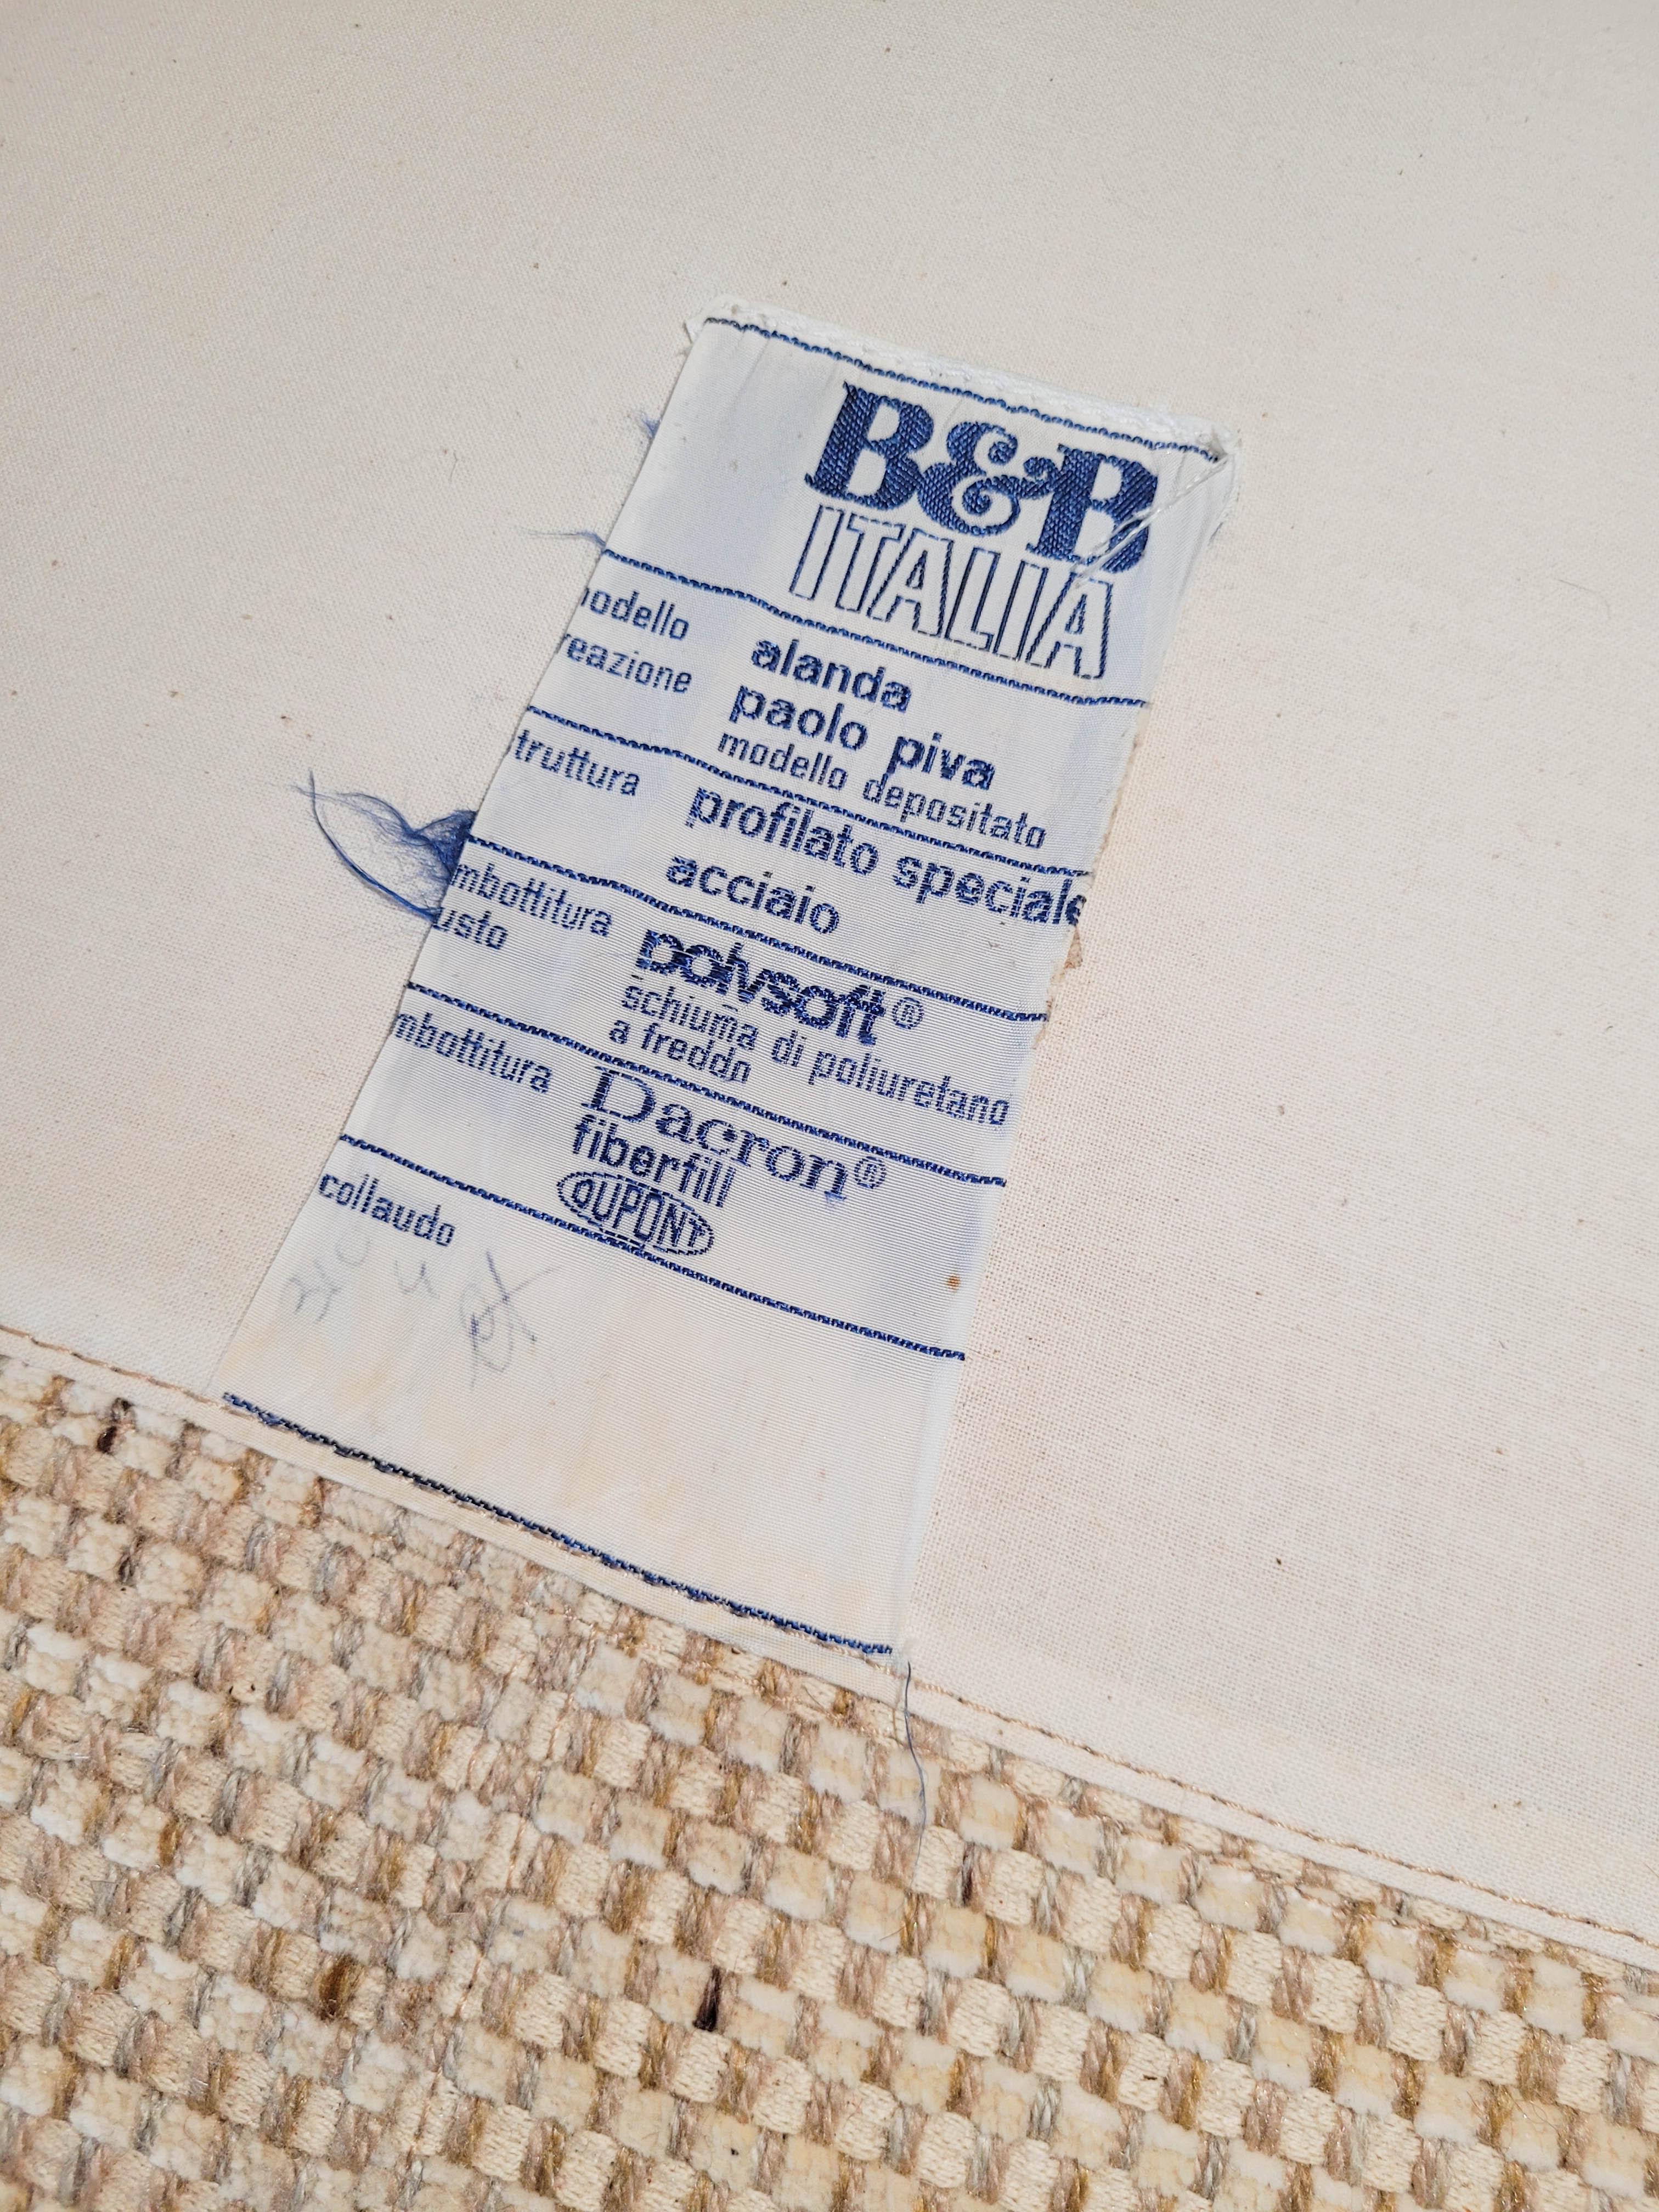 B&B
ITALIA
modello alanda
reazione paolo piva
modello depositato
truttura profilato speciale
acciaio
mbottitura polysoft®
usto schiuma di poliuretano
a freddo
mbottitura Dacron®
fiberfill
DUPONT
collaudo